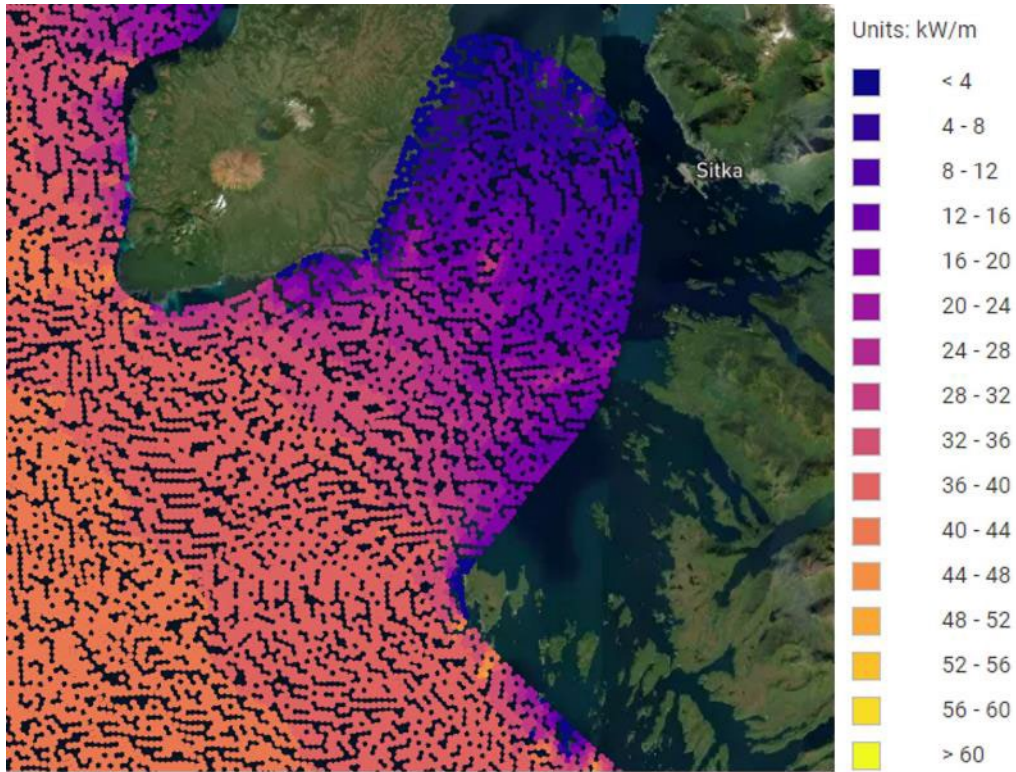 Units: kW/m
< 4
4 - 8
8 - 12
12 - 16
16 - 20
20 - 24
24 - 28
28 - 32
32 - 36
36 - 40
40 - 44
44 - 48
48 - 52
52 - 56
56 - 60
> 60
Sitka